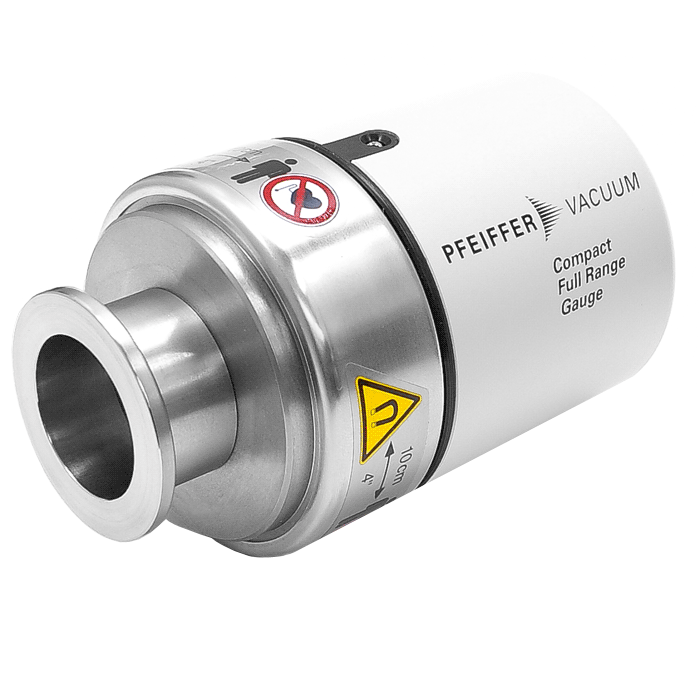 PFEIFFER VACUUM
Compact
Full Range
Gauge
10cm
4"